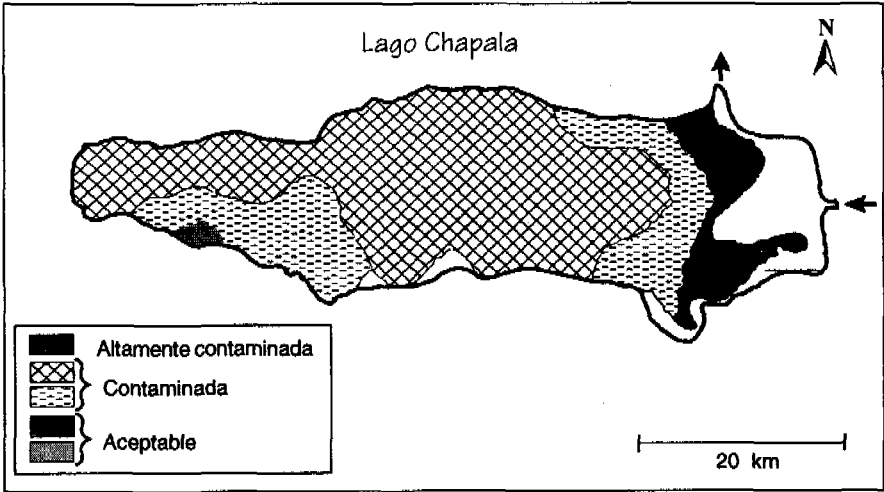 Lago Chapala
N
Altamente contaminada
Contaminada
Aceptable
20 km